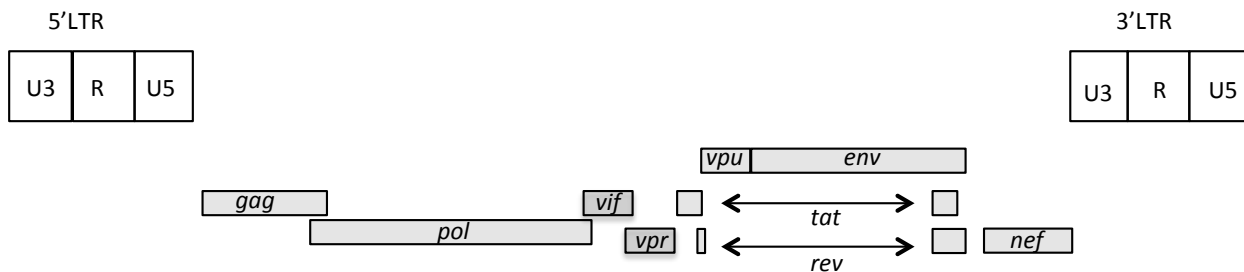 5'LTR
3'LTR
U3 R U5
U3 R U5
vpu env
gag vif
tat
pol vpr nef
rev